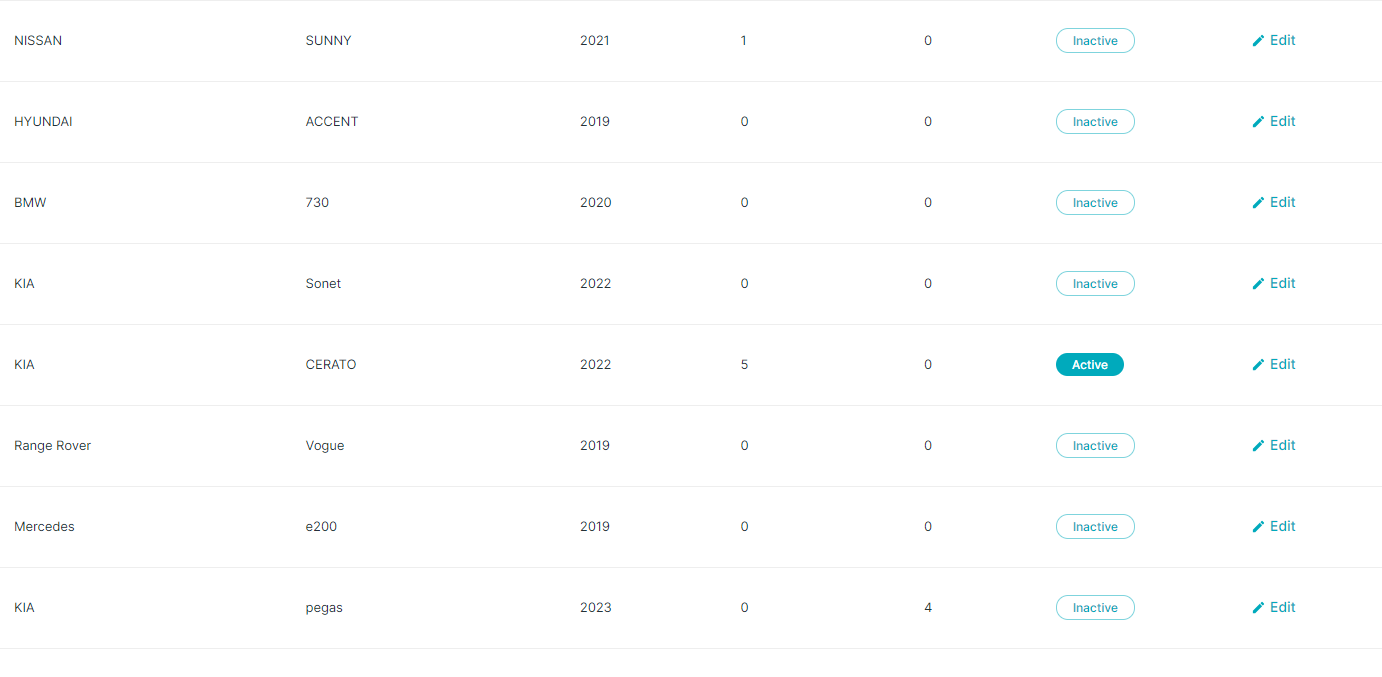 NISSAN SUNNY 2021 1 0 Inactive Edit
HYUNDAI ACCENT 2019 0 0 Inactive Edit
BMW 730 2020 0 0 Inactive Edit
KIA Sonet 2022 0 0 Inactive Edit
KIA CERATO 2022 5 0 Active Edit
Range Rover Vogue 2019 0 0 Inactive Edit
Mercedes e200 2019 0 0 Inactive Edit
KIA pegas 2023 0 4 Inactive Edit